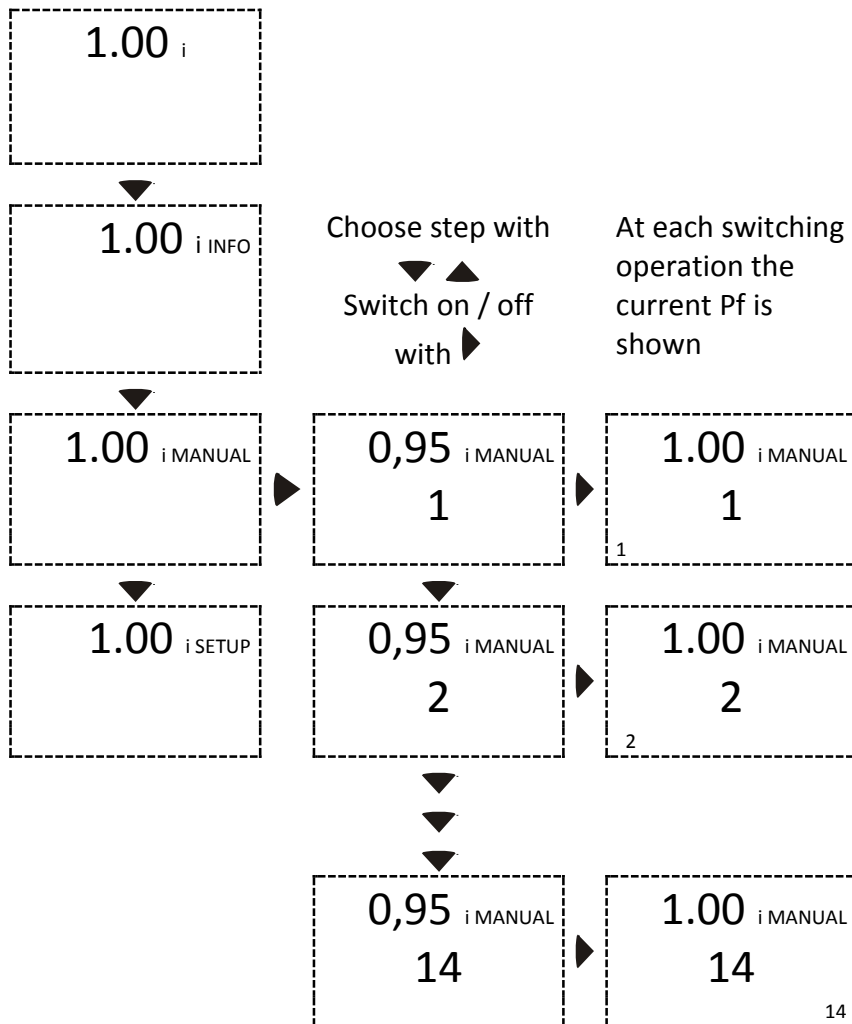 1.00 i
1.00 i INFO
Choose step with
Switch on / off
with
At each switching
operation the
current Pf is
shown
1.00 i MANUAL
0,95 i MANUAL
1
1.00 i MANUAL
1
1
1.00 i SETUP
0,95 i MANUAL
2
1.00 i MANUAL
2
2
0,95 i MANUAL
14
1.00 i MANUAL
14
14